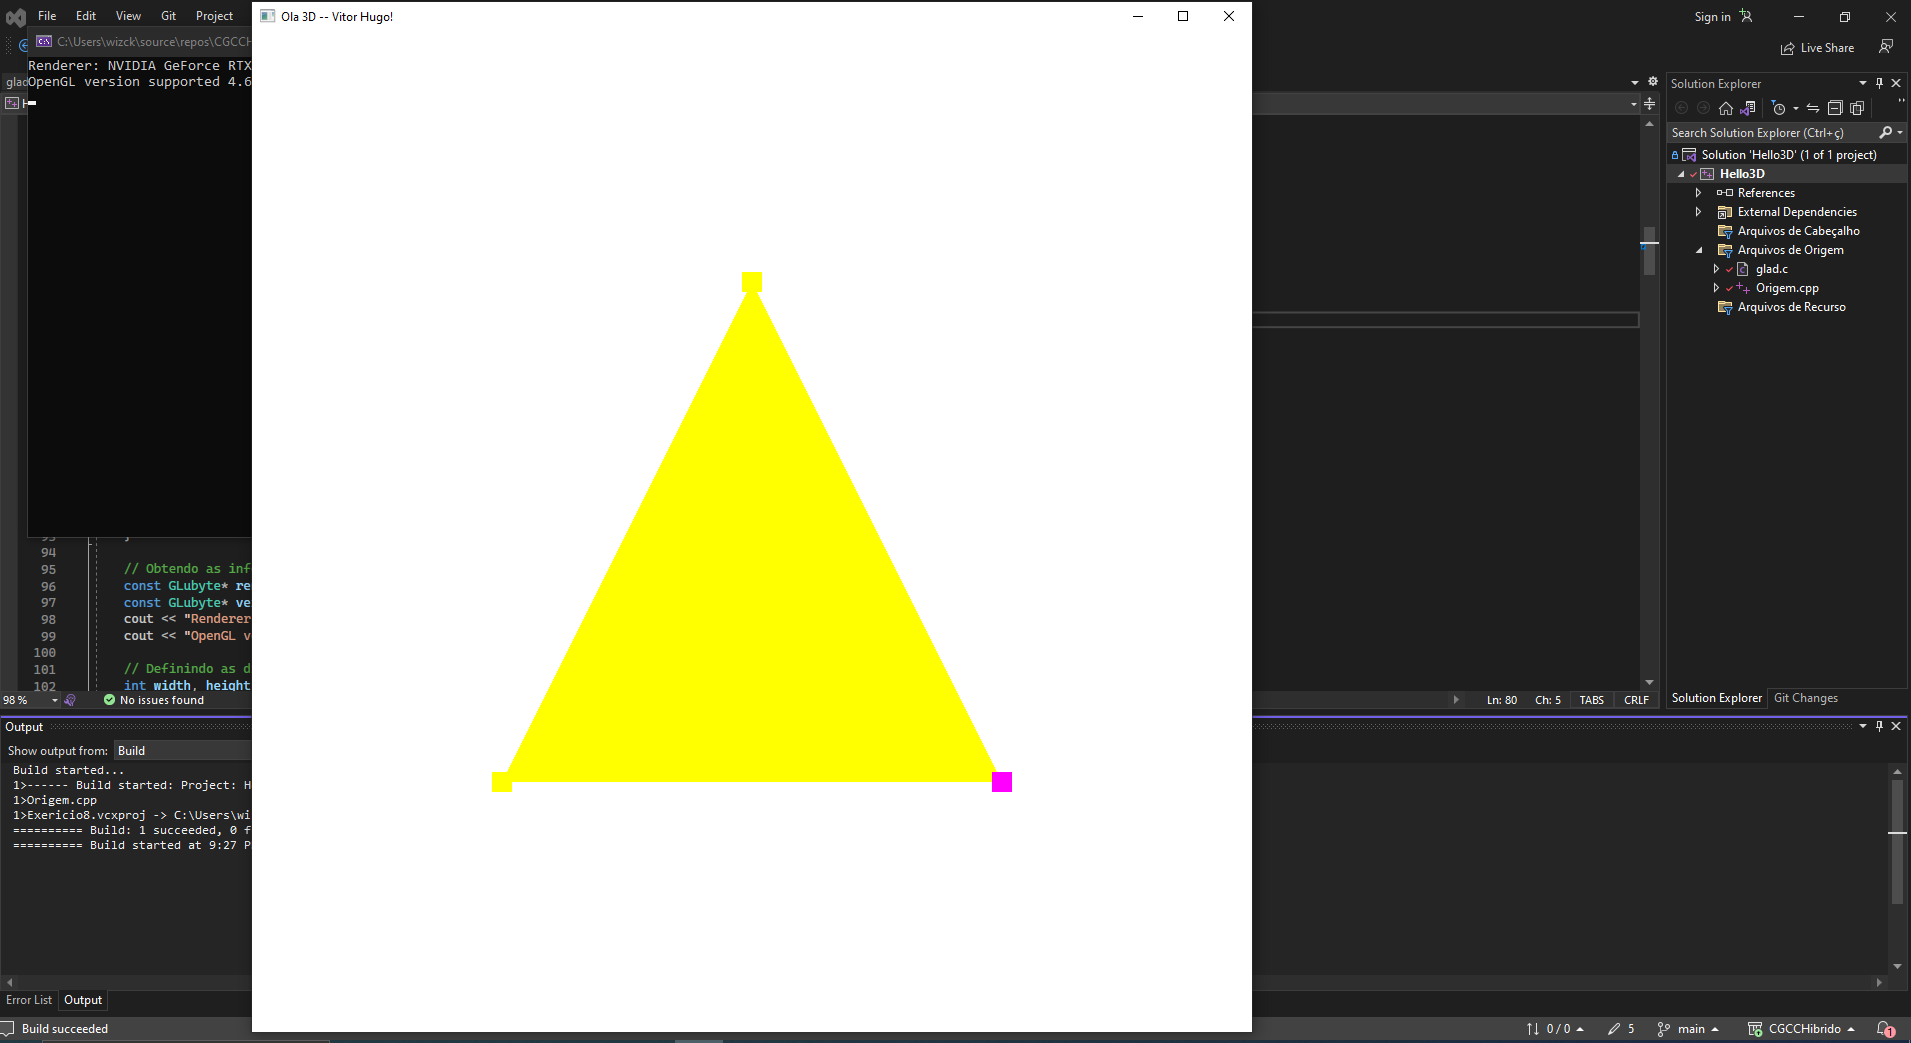 File Edit View Git Project
Ola 3D -- Vitor Hugo!
Sign in
C:\Users\wizck\source\repos\CGCCH
Live Share
Renderer: NVIDIA GeForce RTX
OpenGL version supported 4.6
glad
H
Solution Explorer
Search Solution Explorer (Ctrl+ç)
Solution 'Hello3D' (1 of 1 project)
Hello3D
References
External Dependencies
Arquivos de Cabeçalho
Arquivos de Origem
glad.c
Origem.cpp
Arquivos de Recurso
93 }
94
95 // Obtendo as inf
96 const GLubyte* re
97 const GLubyte* ve
98 cout << "Renderer
99 cout << "OpenGL v
100
101 // Definindo as d
102 int width, height
98 % No issues found
Ln: 80 Ch: 5 TABS CRLF
Solution Explorer Git Changes
Output
Show output from: Build
Build started...
1>------ Build started: Project: H
1>Origem.cpp
1>Exericio8.vcxproj -> C:\Users\wi
========== Build: 1 succeeded, 0 f
========== Build started at 9:27 P
Error List Output
Build succeeded
0 / 0 5 main CGCCHibrido 1